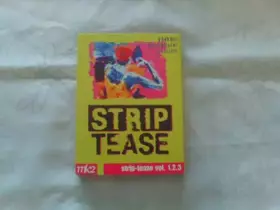 STRIP
TEASE
mk2
strip-tease vol. 1.2.3